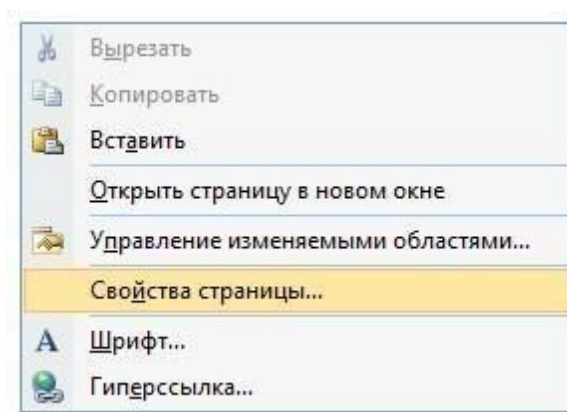 Вырезать
Копировать
Вставить
Открыть страницу в новом окне
Управление изменяемыми областями...
Свойства страницы...
Шрифт...
Гиперссылка...